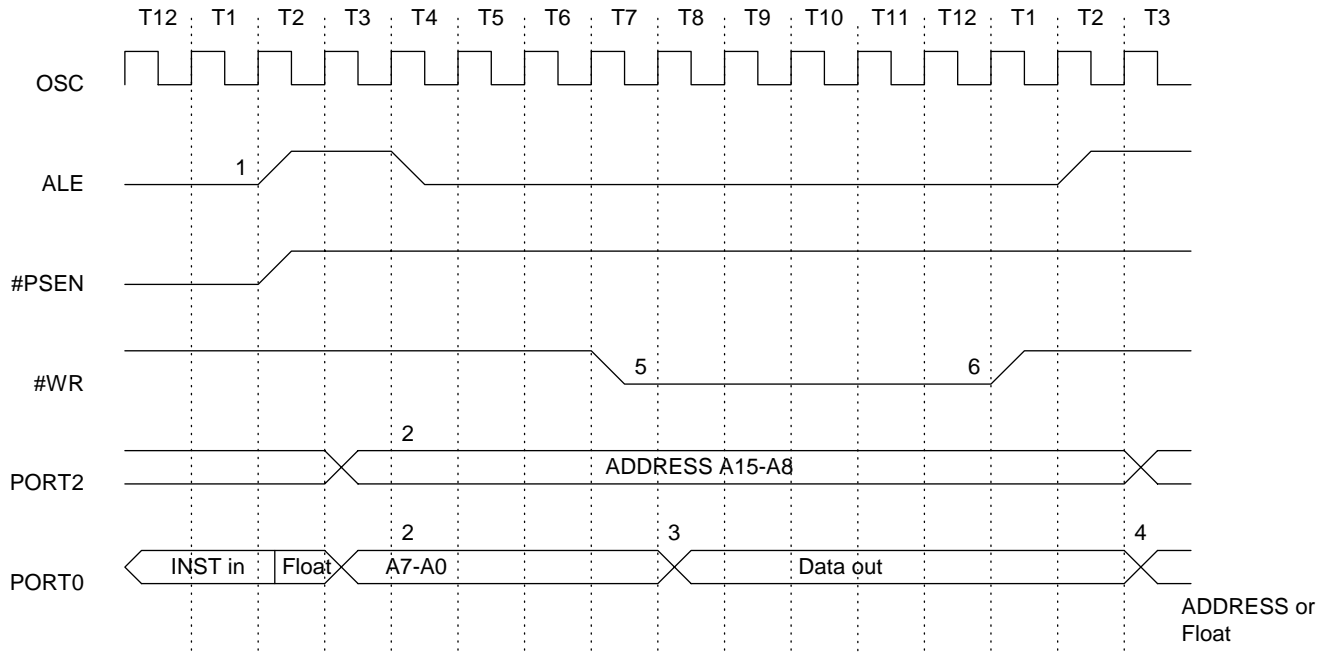 T12 T1 T2 T3 T4 T5 T6 T7 T8 T9 T10 T11 T12 T1 T2 T3
OSC
1
ALE
#PSEN
#WR
5
6
2
ADDRESS A15-A8
PORT2
2
3
4
INST in
Float
A7-A0
Data out
PORT0
ADDRESS or
Float